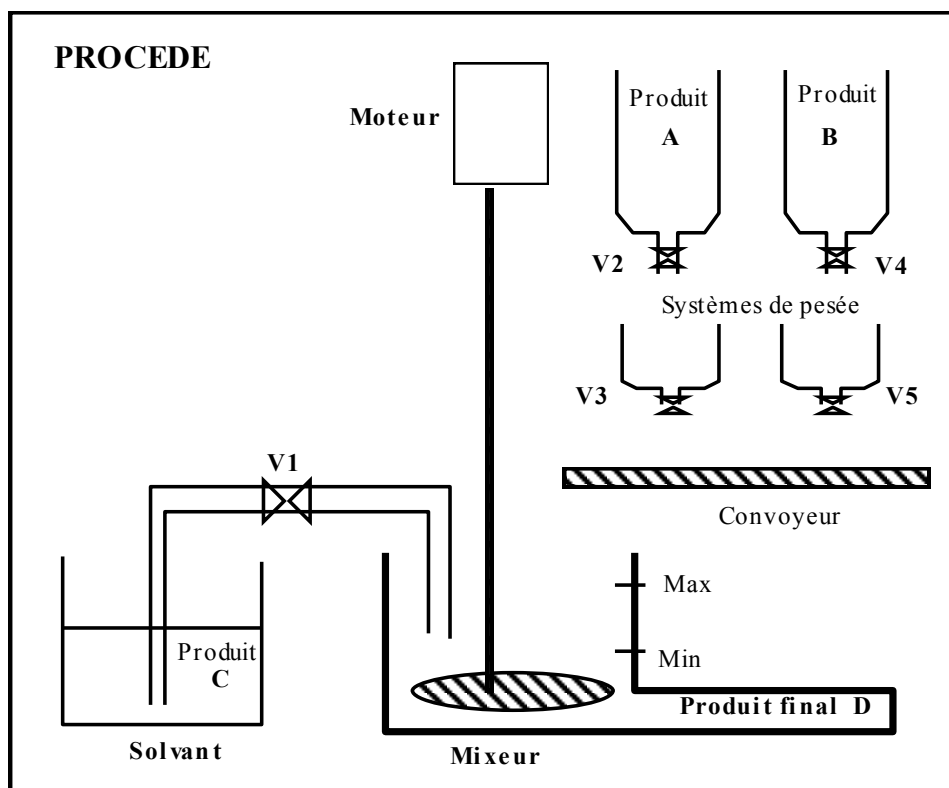 PROCEDE
Moteur
Produit
A
Produit
B
V2
V4
Systèmes de pesée
V3
V5
V1
Convoyeur
Max
Min
Produit
C
Produit final D
Solvant
Mixeur